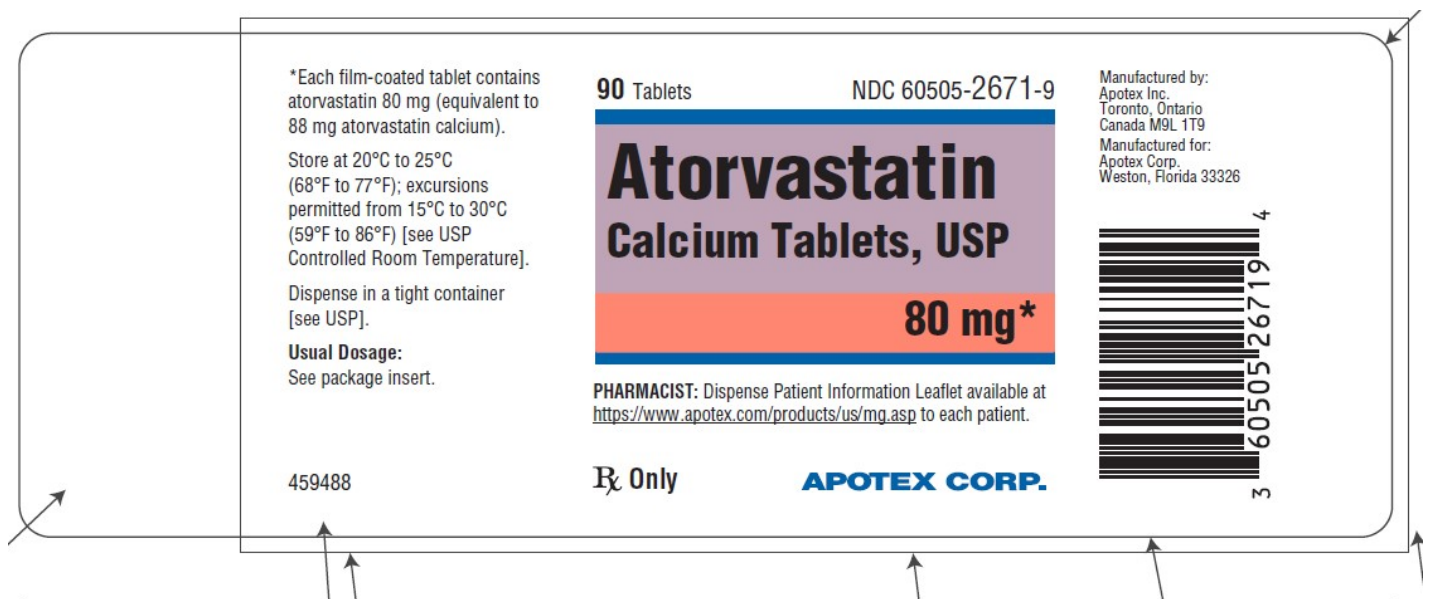 *Each film-coated tablet contains
atorvastatin 80 mg (equivalent to
88 mg atorvastatin calcium).
Store at 20°C to 25°C
(68°F to 77°F); excursions
permitted from 15°C to 30°C
(59°F to 86°F) [see USP
Controlled Room Temperature].
Dispense in a tight container
[see USP].
Usual Dosage:
See package insert.
459488
90 Tablets NDC 60505-2671-9
Atorvastatin
Calcium Tablets, USP
80 mg*
PHARMACIST: Dispense Patient Information Leaflet available at
https://www.apotex.com/products/us/mg.asp to each patient.
℞ Only APOTEX CORP.
Manufactured by:
Apotex Inc.
Toronto, Ontario
Canada M9L 1T9
Manufactured for:
Apotex Corp.
Weston, Florida 33326
3 60505 26719 4